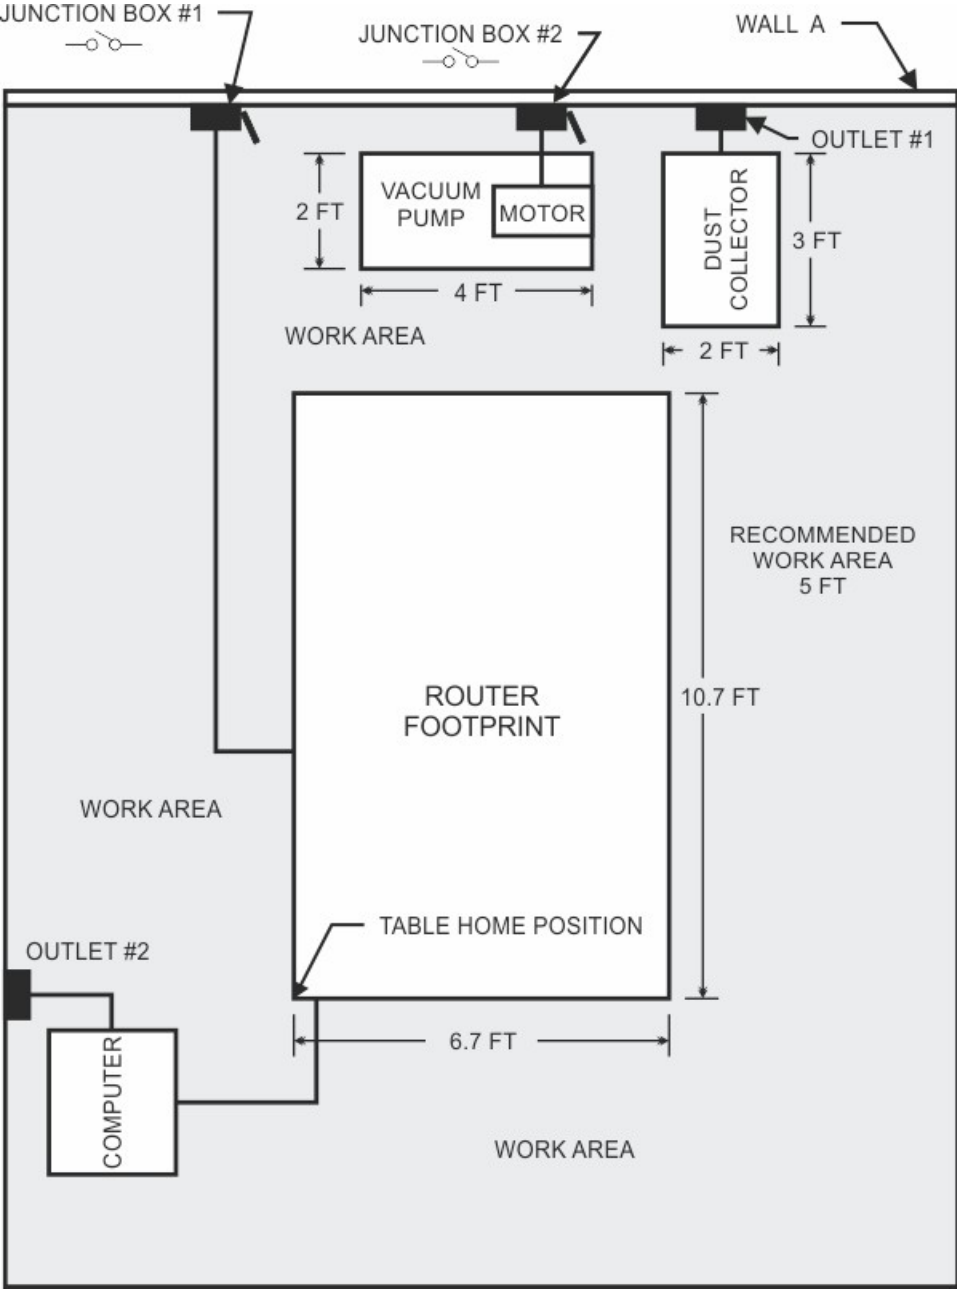 JUNCTION BOX #1
JUNCTION BOX #2
WALL A
OUTLET #1
VACUUM
PUMP
MOTOR
2 FT
4 FT
DUST
COLLECTOR
3 FT
2 FT
WORK AREA
RECOMMENDED
WORK AREA
5 FT
ROUTER
FOOTPRINT
10.7 FT
WORK AREA
TABLE HOME POSITION
OUTLET #2
6.7 FT
COMPUTER
WORK AREA